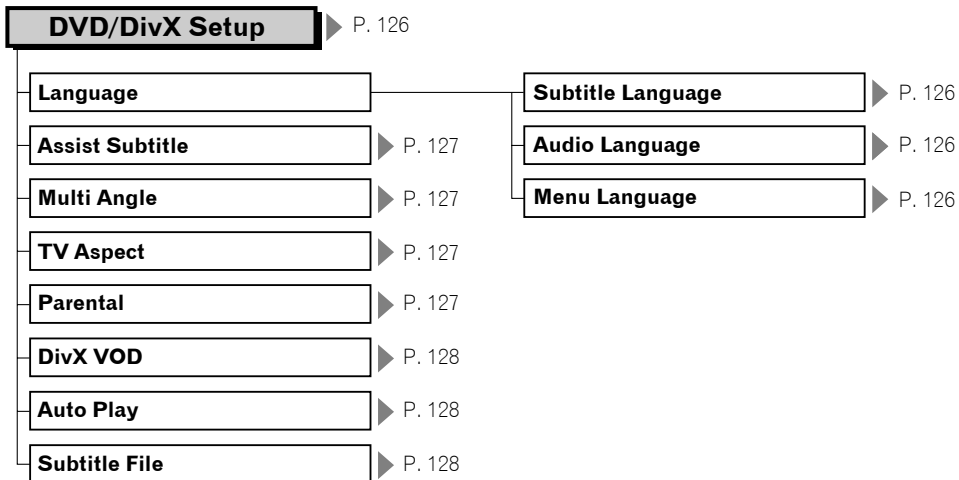 DVD/DivX Setup P. 126
Language
Subtitle Language P. 126
Assist Subtitle P. 127
Audio Language P. 126
Multi Angle P. 127
Menu Language P. 126
TV Aspect P. 127
Parental P. 127
DivX VOD P. 128
Auto Play P. 128
Subtitle File P. 128